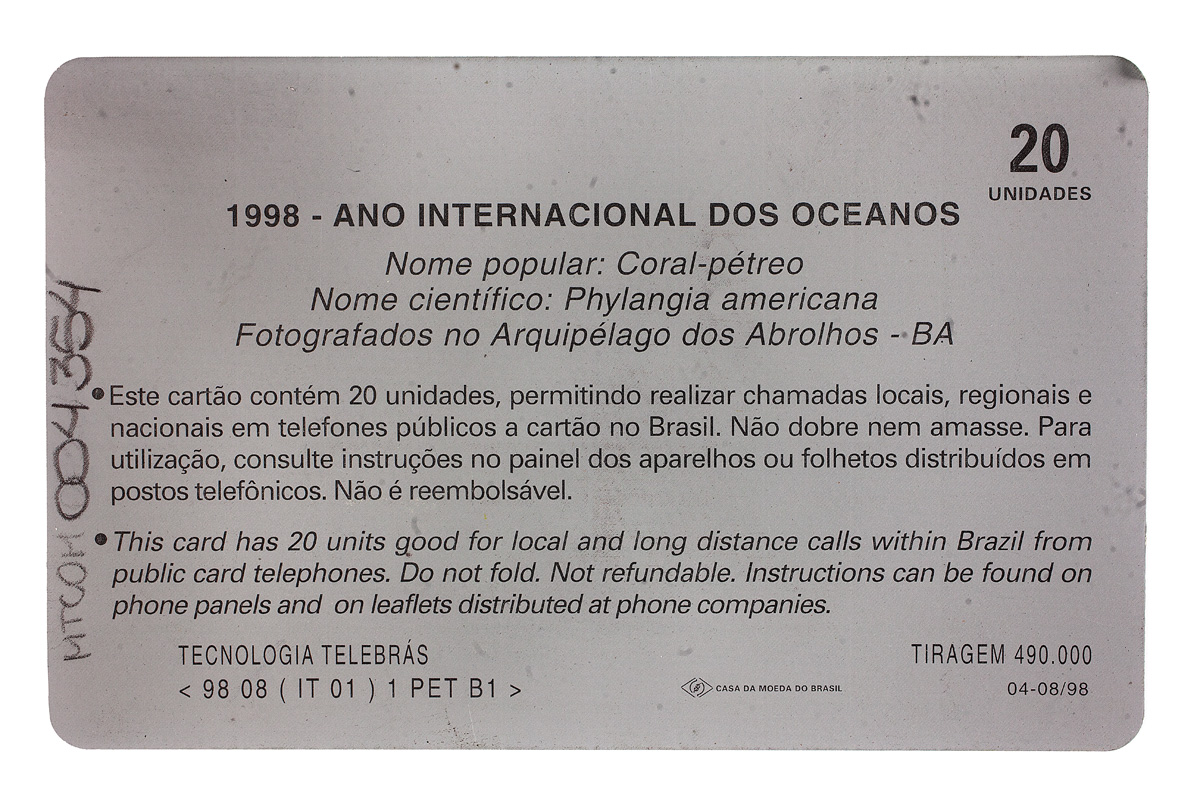 20
UNIDADES
1998 - ANO INTERNACIONAL DOS OCEANOS
Nome popular: Coral-pétreo
Nome científico: Phylangia americana
Fotografados no Arquipélago dos Abrolhos - BA
• Este cartão contém 20 unidades, permitindo realizar chamadas locais, regionais e
nacionais em telefones públicos a cartão no Brasil. Não dobre nem amasse. Para
utilização, consulte instruções no painel dos aparelhos ou folhetos distribuídos em
postos telefônicos. Não é reembolsável.
• This card has 20 units good for local and long distance calls within Brazil from
public card telephones. Do not fold. Not refundable. Instructions can be found on
phone panels and on leaflets distributed at phone companies.
TECNOLOGIA TELEBRÁS
< 98 08 ( IT 01 ) 1 PET B1 >
CASA DA MOEDA DO BRASIL
TIRAGEM 490.000
04-08/98
MTCOM 004354